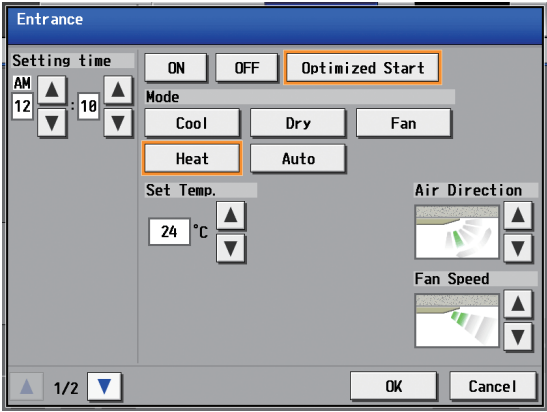 Entrance
Setting time
AM
12 : 10
ON OFF Optimized Start
Mode
Cool Dry Fan
Heat Auto
Set Temp.
24 °C
Air Direction
Fan Speed
1/2
OK Cancel